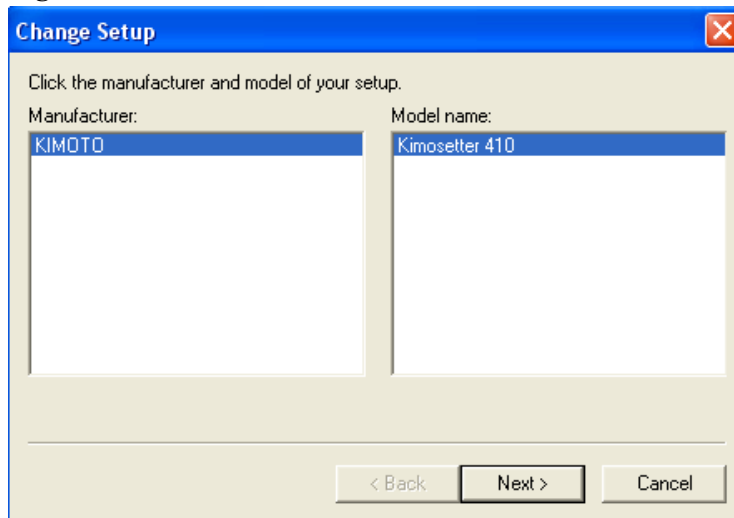 Change Setup
Click the manufacturer and model of your setup.
Manufacturer:
Model name:
KIMOTO
Kimosetter 410
< Back
Next >
Cancel